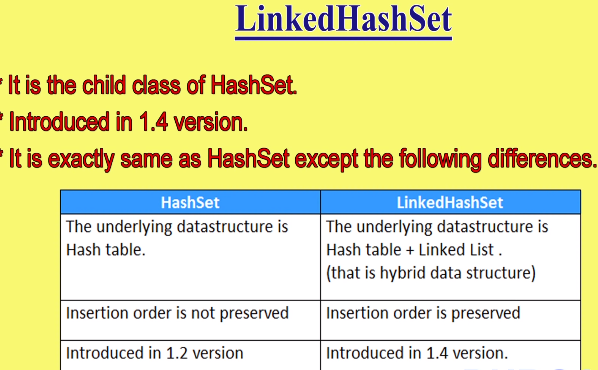 LinkedHashSet
* It is the child class of HashSet.
* Introduced in 1.4 version.
* It is exactly same as HashSet except the following differences.
HashSet LinkedHashSet
The underlying datastructure is The underlying datastructure is
Hash table. Hash table + Linked List .
(that is hybrid data structure)
Insertion order is not preserved Insertion order is preserved
Introduced in 1.2 version Introduced in 1.4 version.